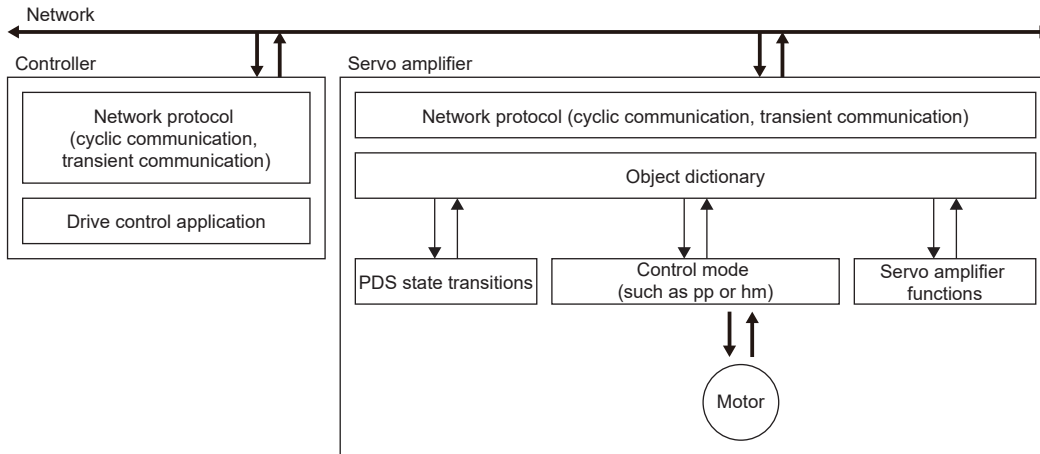 Network
Controller
Network protocol
(cyclic communication,
transient communication)
Drive control application
Servo amplifier
Network protocol (cyclic communication, transient communication)
Object dictionary
PDS state transitions
Control mode
(such as pp or hm)
Servo amplifier
functions
Motor